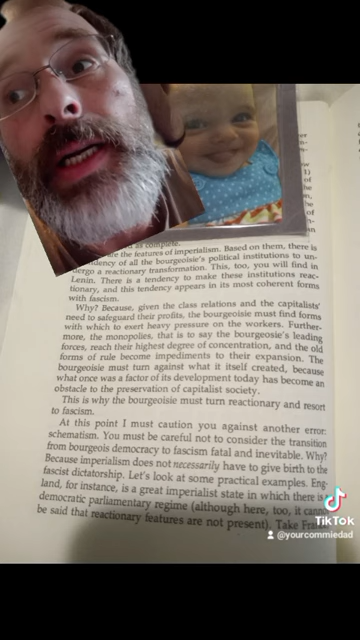 as complete.
are the features of imperialism. Based on them, there is
tendency of all the bourgeoisie's political institutions to un-
dergo a reactionary transformation. This, too, you will find in
Lenin. There is a tendency to make these institutions reac-
tionary, and this tendency appears in its most coherent forms
with fascism.
Why? Because, given the class relations and the capitalists'
need to safeguard their profits, the bourgeoisie must find forms
with which to exert heavy pressure on the workers. Further-
more, the monopolies, that is to say the bourgeoisie's leading
forces, reach their highest degree of concentration, and the old
forms of rule become impediments to their expansion. The
bourgeoisie must turn against what it itself created, because
what once was a factor of its development today has become an
obstacle to the preservation of capitalist society.
This is why the bourgeoisie must turn reactionary and resort
to fascism.
At this point I must caution you against another error:
schematism. You must be careful not to consider the transition
from bourgeois democracy to fascism fatal and inevitable. Why?
Because imperialism does not necessarily have to give birth to the
fascist dictatorship. Let's look at some practical examples. Eng-
land, for instance, is a great imperialist state in which there is
democratic parliamentary regime (although here, too, it cannot
be said that reactionary features are not present). Take
TikTok
@yourcommiedad